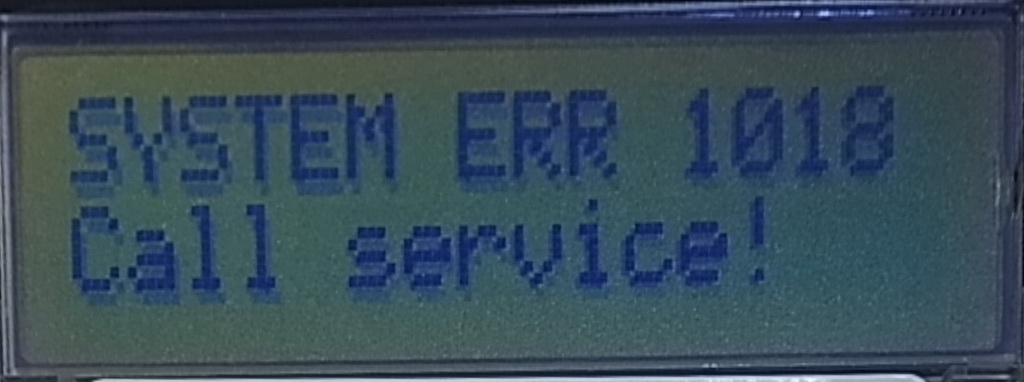 SYSTEM ERR 1018
Call service!